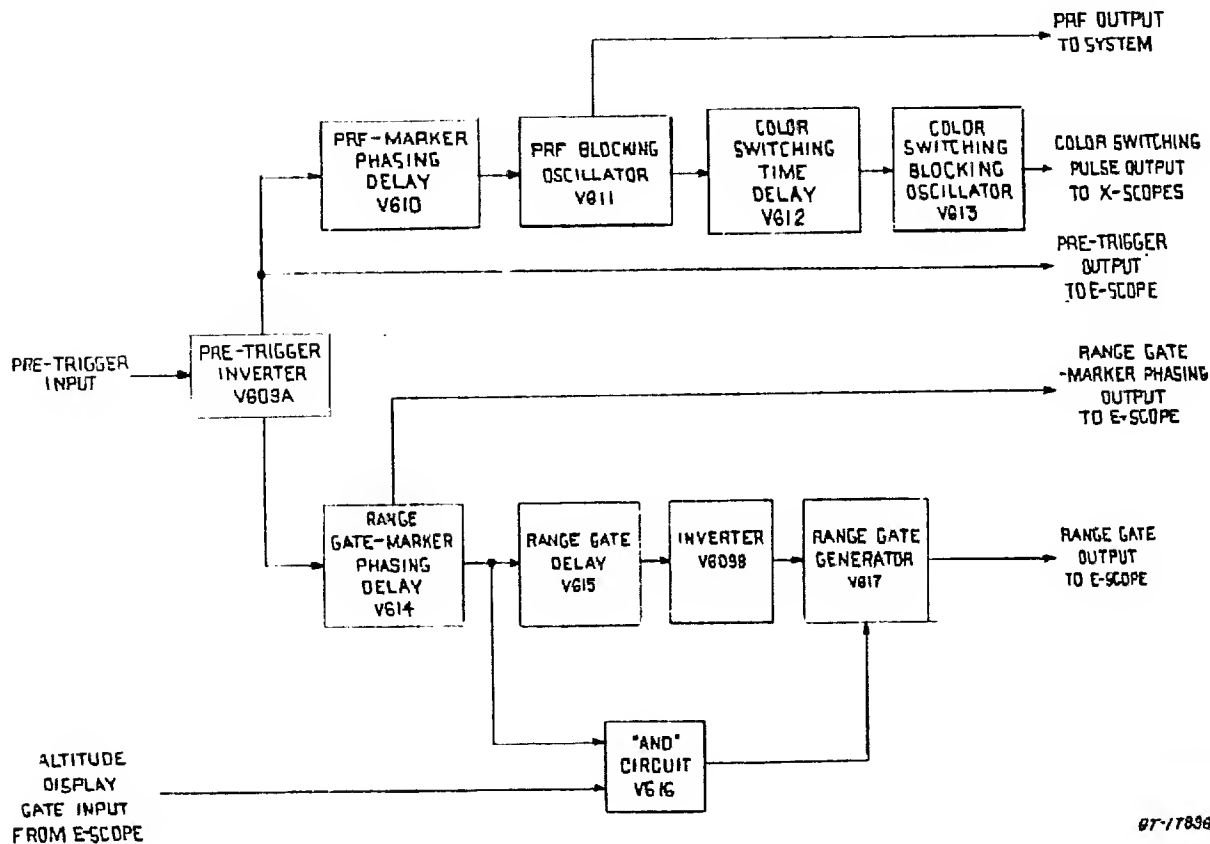 PRF OUTPUT
TO SYSTEM
PRF-MARKER
PHASING
DELAY
V610
PRF BLOCKING
OSCILLATOR
V611
COLOR
SWITCHING
TIME
DELAY
V612
COLOR
SWITCHING
BLOCKING
OSCILLATOR
V613
COLOR SWITCHING
PULSE OUTPUT
TO X-SCOPES
PRE-TRIGGER
OUTPUT
TO E-SCOPE
PRE-TRIGGER
INPUT
PRE-TRIGGER
INVERTER
V609A
RANGE GATE
-MARKER PHASING
OUTPUT
TO E-SCOPE
RANGE
GATE-MARKER
PHASING
DELAY
V614
RANGE GATE
DELAY
V615
INVERTER
V609B
RANGE GATE
GENERATOR
V617
RANGE GATE
OUTPUT
TO E-SCOPE
"AND"
CIRCUIT
V616
ALTITUDE
DISPLAY
GATE INPUT
FROM E-SCOPE